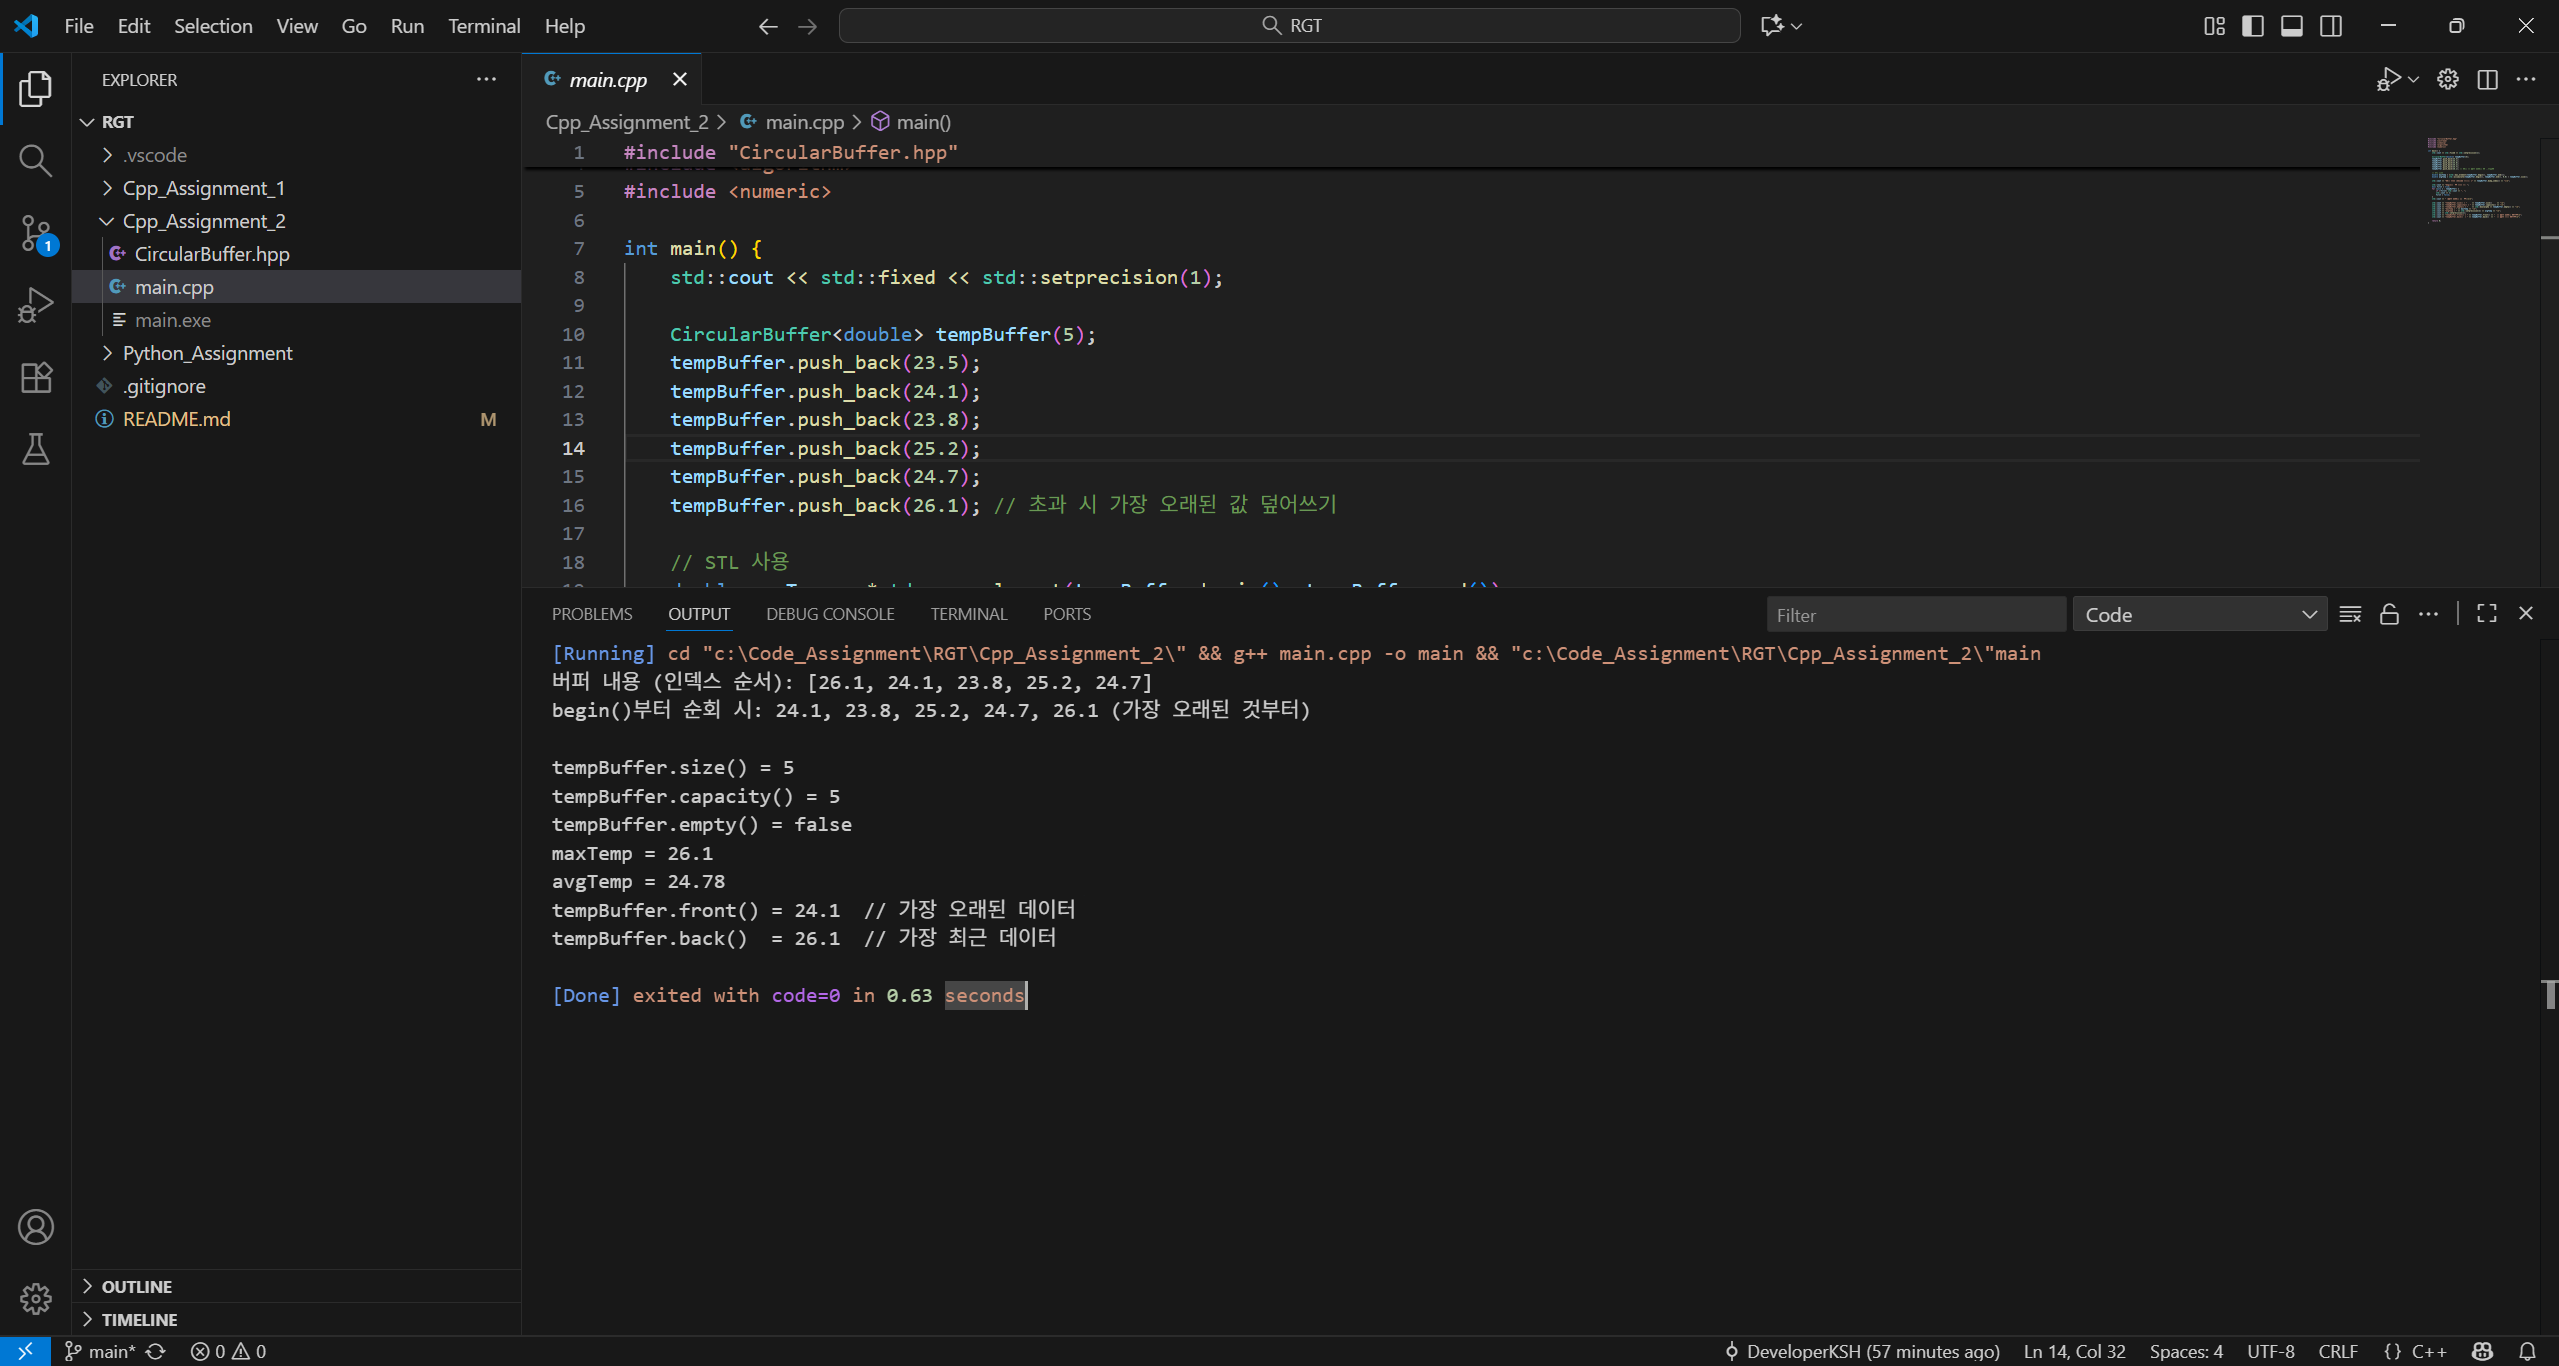 File Edit Selection View Go Run Terminal Help
RGT
EXPLORER
RGT
.vscode
Cpp_Assignment_1
Cpp_Assignment_2
CircularBuffer.hpp
main.cpp
main.exe
Python_Assignment
.gitignore
README.md M
1
OUTLINE
TIMELINE
main.cpp
Cpp_Assignment_2 > main.cpp > main()
1 #include "CircularBuffer.hpp"
5 #include <numeric>
6
7 int main() {
8 std::cout << std::fixed << std::setprecision(1);
9
10 CircularBuffer<double> tempBuffer(5);
11 tempBuffer.push_back(23.5);
12 tempBuffer.push_back(24.1);
13 tempBuffer.push_back(23.8);
14 tempBuffer.push_back(25.2);
15 tempBuffer.push_back(24.7);
16 tempBuffer.push_back(26.1); // 초과 시 가장 오래된 값 덮어쓰기
17
18 // STL 사용
PROBLEMS OUTPUT DEBUG CONSOLE TERMINAL PORTS
Filter
Code
[Running] cd "c:\Code_Assignment\RGT\Cpp_Assignment_2\" && g++ main.cpp -o main && "c:\Code_Assignment\RGT\Cpp_Assignment_2\"main
버퍼 내용 (인덱스 순서): [26.1, 24.1, 23.8, 25.2, 24.7]
begin()부터 순회 시: 24.1, 23.8, 25.2, 24.7, 26.1 (가장 오래된 것부터)
tempBuffer.size() = 5
tempBuffer.capacity() = 5
tempBuffer.empty() = false
maxTemp = 26.1
avgTemp = 24.78
tempBuffer.front() = 24.1 // 가장 오래된 데이터
tempBuffer.back() = 26.1 // 가장 최근 데이터
[Done] exited with code=0 in 0.63 seconds
main* 0 0
DeveloperKSH (57 minutes ago) Ln 14, Col 32 Spaces: 4 UTF-8 CRLF {} C++